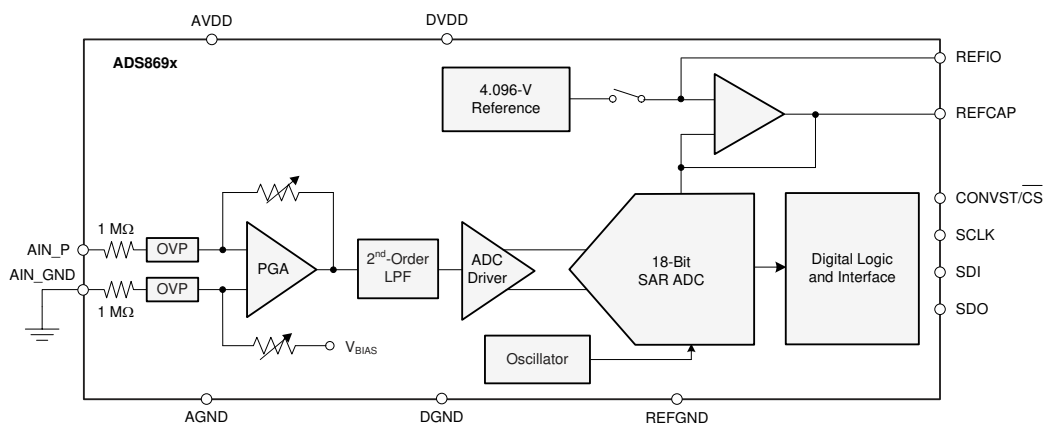 AVDD
DVDD
ADS869x
REFIO
4.096-V
Reference
REFCAP
CONVST/CS
1 MΩ
AIN_P
OVP
SCLK
AIN_GND
PGA
2nd-Order
LPF
ADC
Driver
18-Bit
SAR ADC
Digital Logic
and Interface
OVP
SDI
1 MΩ
SDO
VBIAS
Oscillator
AGND
DGND
REFGND